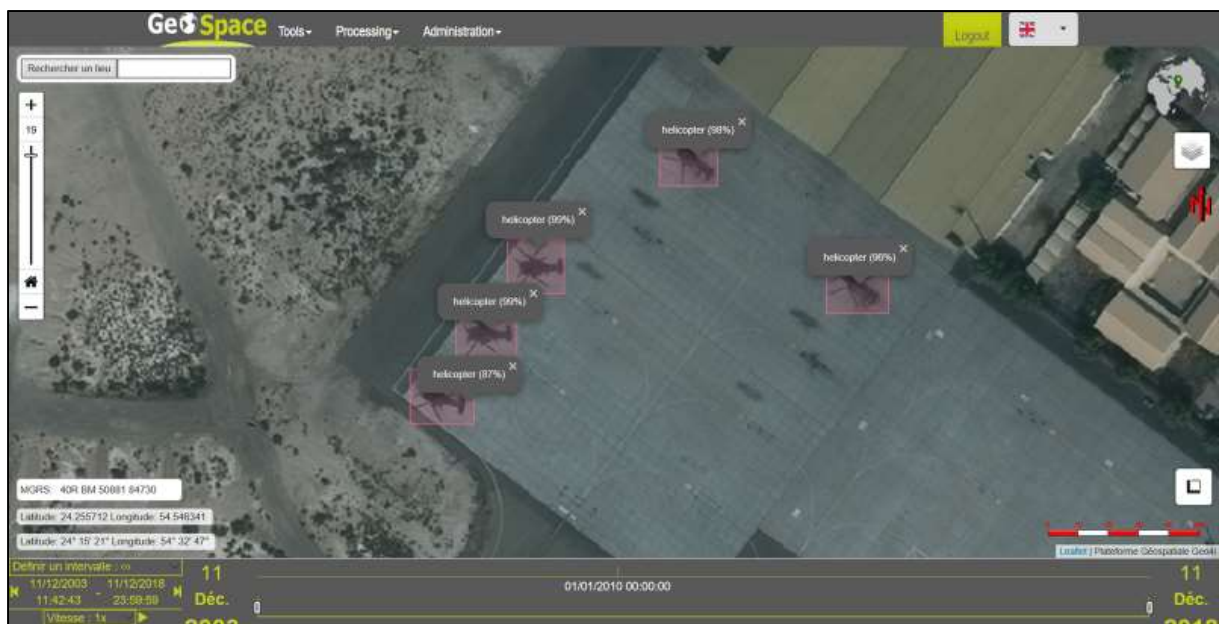 GeoSpace Tools Processing Administration Logout
Rechercher un lieu
+
19
−
helicopter (98%) ×
helicopter (99%) ×
helicopter (96%) ×
helicopter (99%) ×
helicopter (87%) ×
MGRS: 40R BM 50881 84730
Latitude: 24.255712 Longitude: 54.546341
Latitude: 24° 15' 21" Longitude: 54° 32' 47"
Leaflet | Plateforme Géospatiale Geo4i
Définir un intervalle : ∞
11/12/2003 - 11/12/2018
11:42:43 23:59:59
Vitesse : 1x
11
Déc.
2003
01/01/2010 00:00:00
11
Déc.
2018